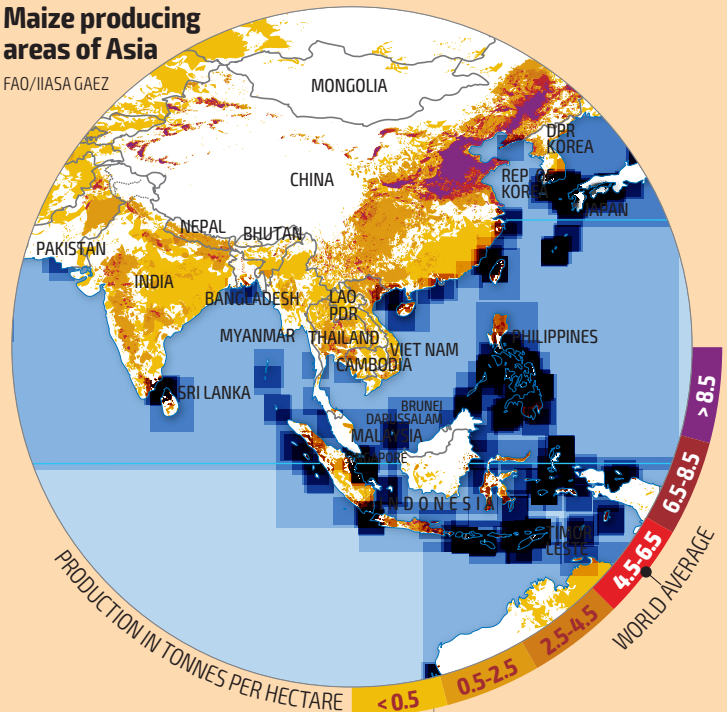 Maize producing
areas of Asia
FAO/IIASA GAEZ
MONGOLIA
DPR
KOREA
CHINA
REP. OF
KOREA
JAPAN
NEPAL
BHUTAN
PAKISTAN
INDIA
BANGLADESH
LAO
PDR
MYANMAR
THAILAND
VIET NAM
PHILIPPINES
CAMBODIA
SRI LANKA
BRUNEI
DARUSSALAM
MALAYSIA
SINGAPORE
INDONESIA
TIMOR
LESTE
> 8.5
6.5-8.5
4.5-6.5
2.5-4.5
0.5-2.5
< 0.5
WORLD AVERAGE
PRODUCTION IN TONNES PER HECTARE